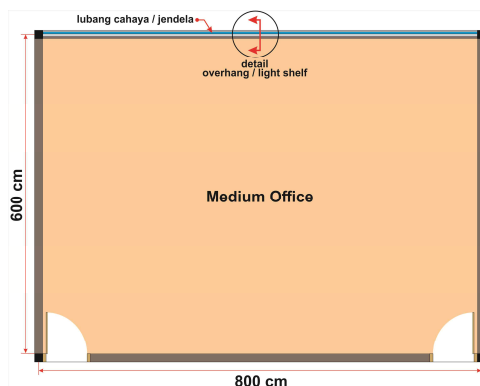 lubang cahaya / jendela
detail
overhang / light shelf
600 cm
Medium Office
800 cm